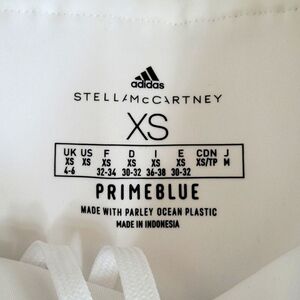 adidas
STELLA McCARTNEY
XS
UK US F D I E CDN J
XS XS XS XS XS XS XS/TP M
4-6 32-34 30-32 36-38 30-32
PRIMEBLUE
MADE WITH PARLEY OCEAN PLASTIC
MADE IN INDONESIA